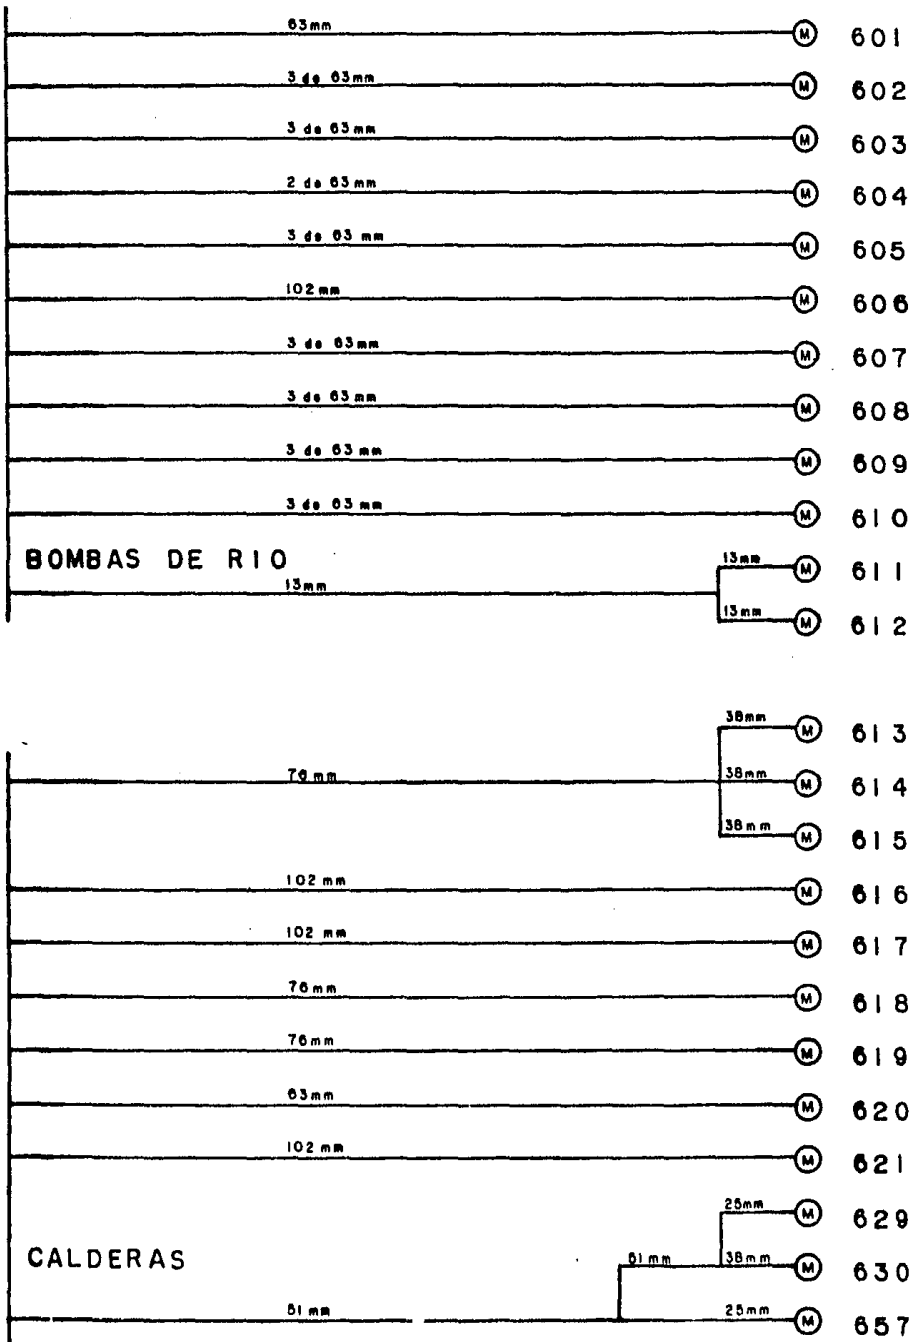 63mm M 601
3 de 63mm M 602
3 de 63mm M 603
2 de 63mm M 604
3 de 63 mm M 605
102 mm M 606
3 de 63mm M 607
3 de 63mm M 608
3 de 63 mm M 609
3 de 63 mm M 610
13mm M 611
BOMBAS DE RIO
13mm
13mm M 612
38mm M 613
76 mm 38mm M 614
38mm M 615
102 mm M 616
102 mm M 617
76mm M 618
76mm M 619
63mm M 620
102 mm M 621
25mm M 629
CALDERAS
51 mm 38mm M 630
51 mm 25mm M 657